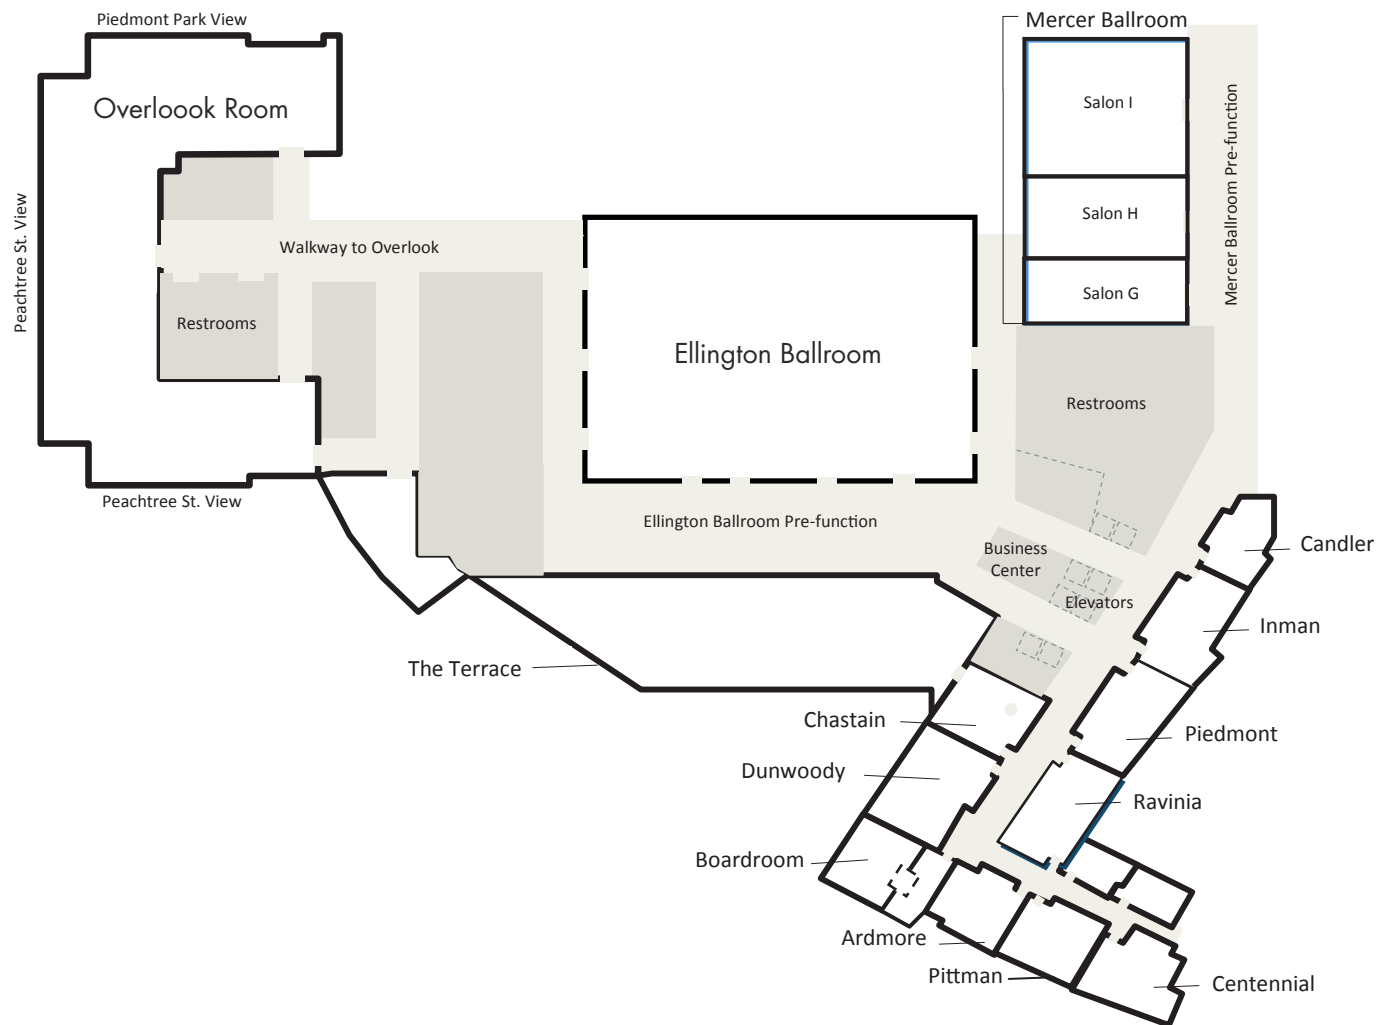 Piedmont Park View
Mercer Ballroom
Overloook Room
Salon I
Mercer Ballroom Pre-function
Peachtree St. View
Salon H
Walkway to Overlook
Salon G
Restrooms
Ellington Ballroom
Restrooms
Peachtree St. View
Ellington Ballroom Pre-function
Business
Center
Candler
Elevators
Inman
The Terrace
Chastain
Piedmont
Dunwoody
Ravinia
Boardroom
Ardmore
Pittman
Centennial